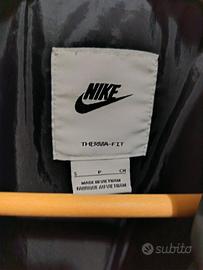 NIKE
THERMA-FIT
S P CH
MADE IN VIETNAM
FABRIQUÉ AU VIETNAM
subito